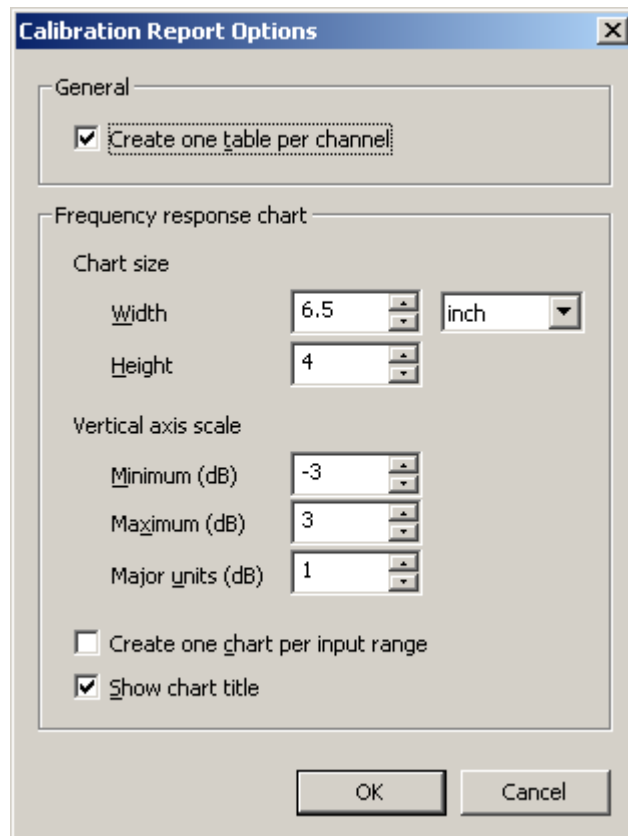 Calibration Report Options
General
Create one table per channel
Frequency response chart
Chart size
Width 6.5 inch
Height 4
Vertical axis scale
Minimum (dB) -3
Maximum (dB) 3
Major units (dB) 1
Create one chart per input range
Show chart title
OK Cancel